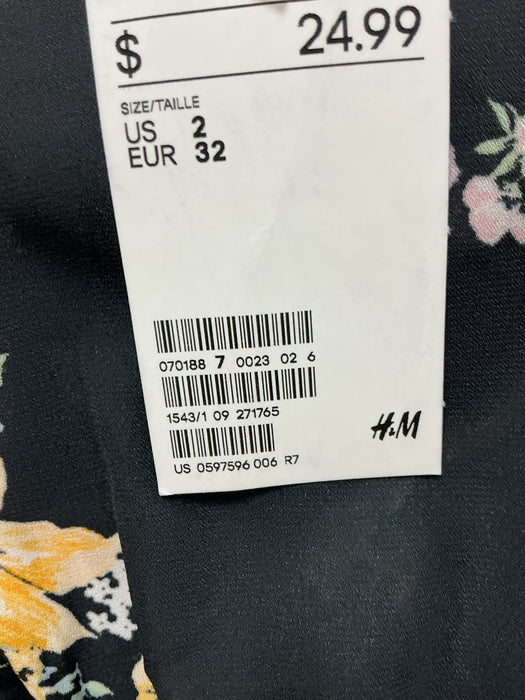 $ 24.99
SIZE/TAILLE
US 2
EUR 32
070188 7 0023 02 6
1543/1 09 271765
H&M
US 0597596 006 R7